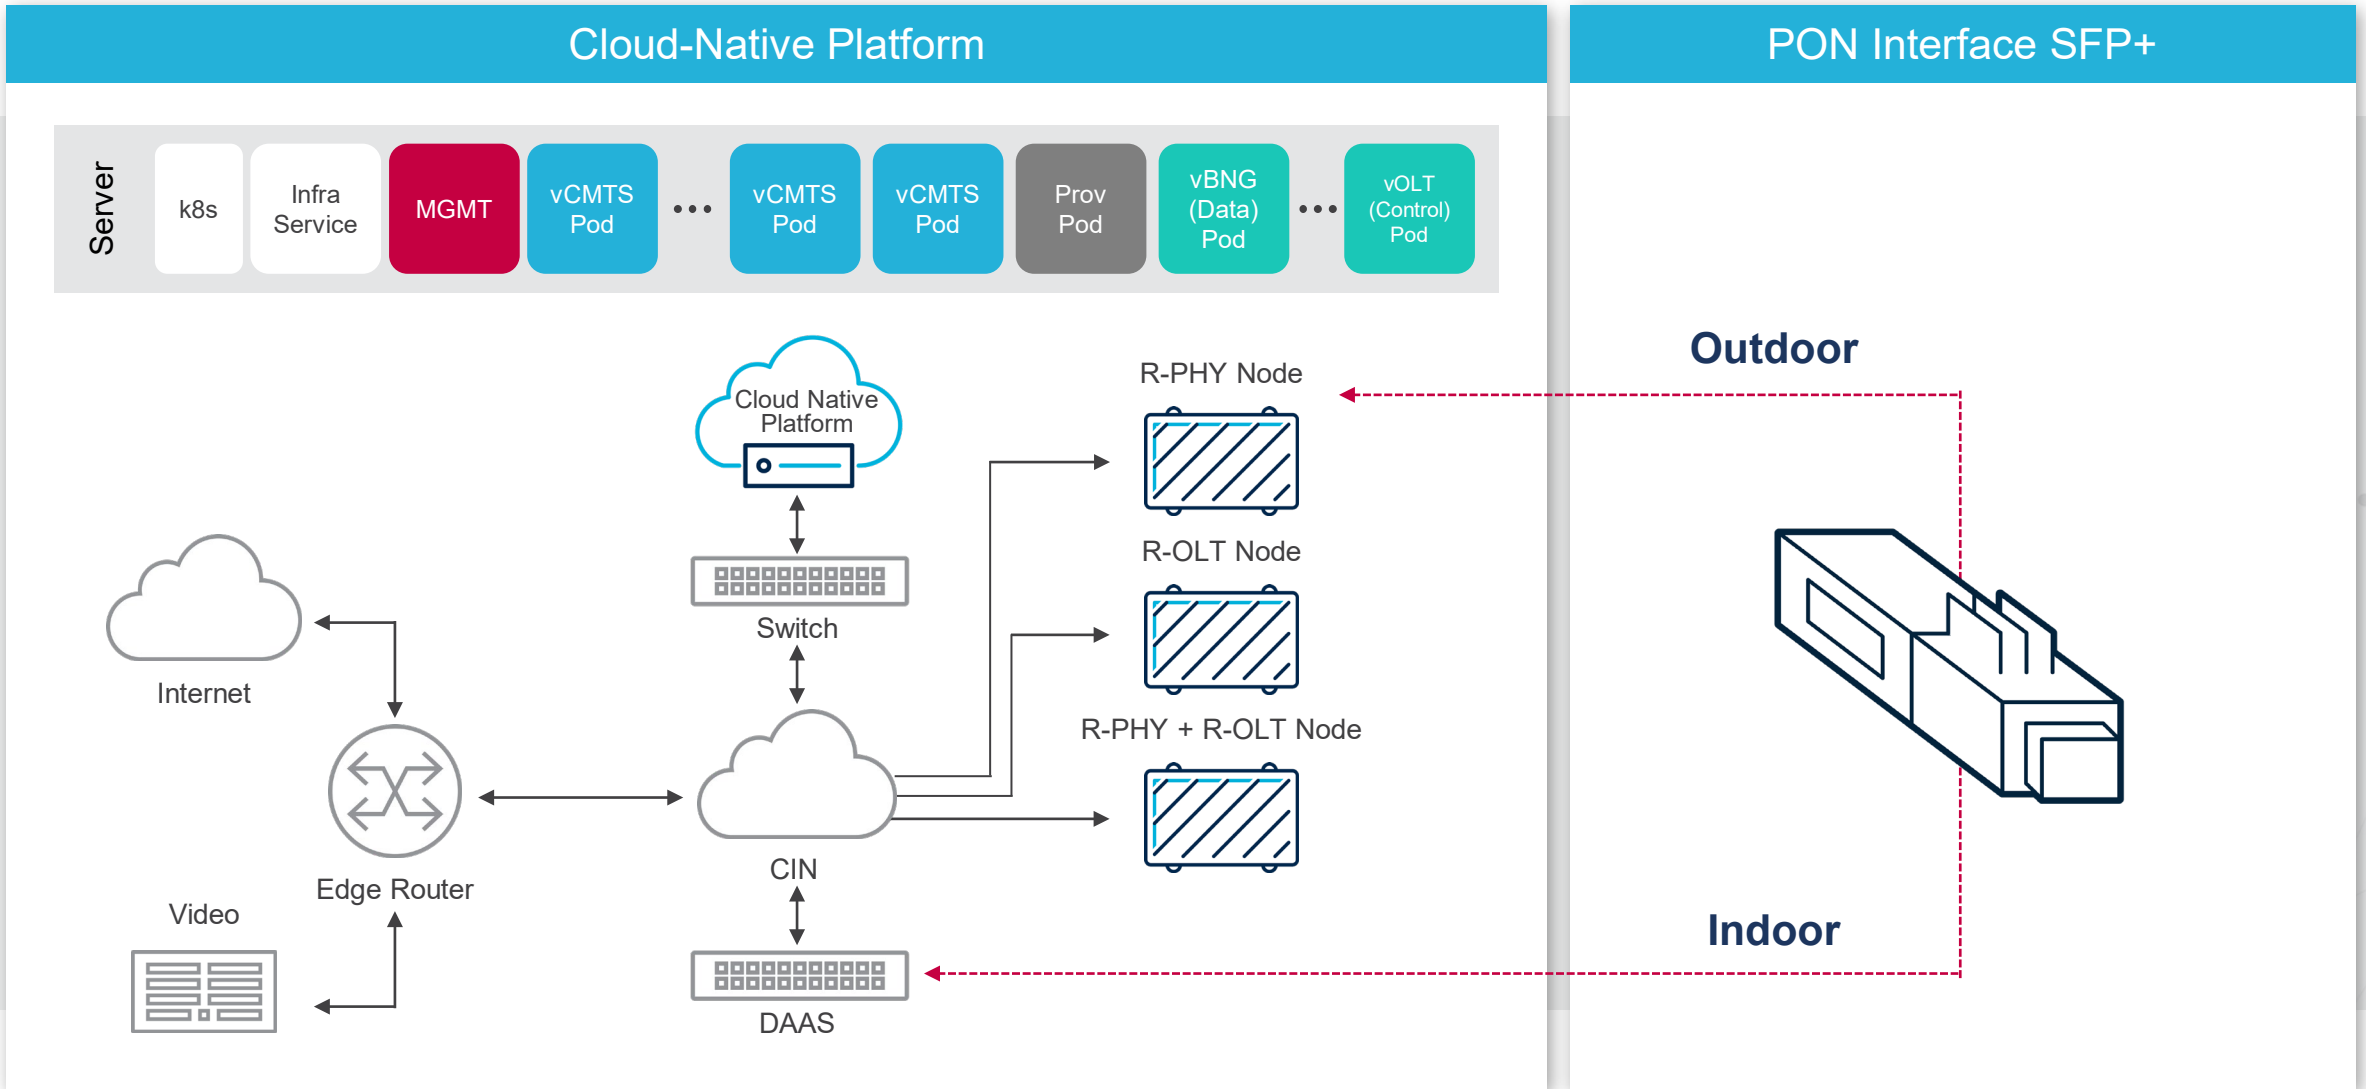 Cloud-Native Platform
PON Interface SFP+
Server
k8s
Infra
Service
MGMT
vCMTS
Pod
vCMTS
Pod
vCMTS
Pod
Prov
Pod
vBNG
(Data)
Pod
vOLT
(Control)
Pod
Cloud Native
Platform
Switch
Internet
Edge Router
Video
CIN
DAAS
R-PHY Node
R-OLT Node
R-PHY + R-OLT Node
Outdoor
Indoor